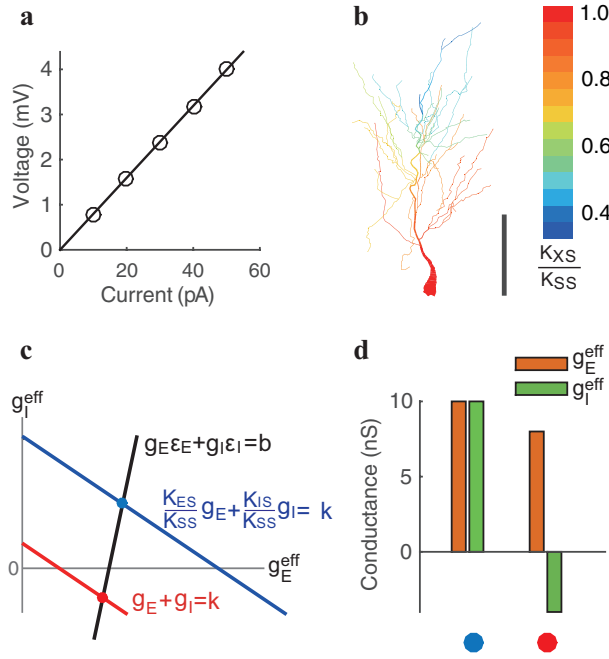 a
Voltage (mV)
4
3
2
1
0
0
20
40
60
Current (pA)
b
1.0
0.8
0.6
0.4
K_XS
K_SS
c
g_I^eff
g_Eε_E+g_Iε_I=b
K_ES/K_SS g_E+K_IS/K_SS g_I= k
0
g_E^eff
g_E+g_I=k
d
g_E^eff
g_I^eff
Conductance (nS)
10
5
0